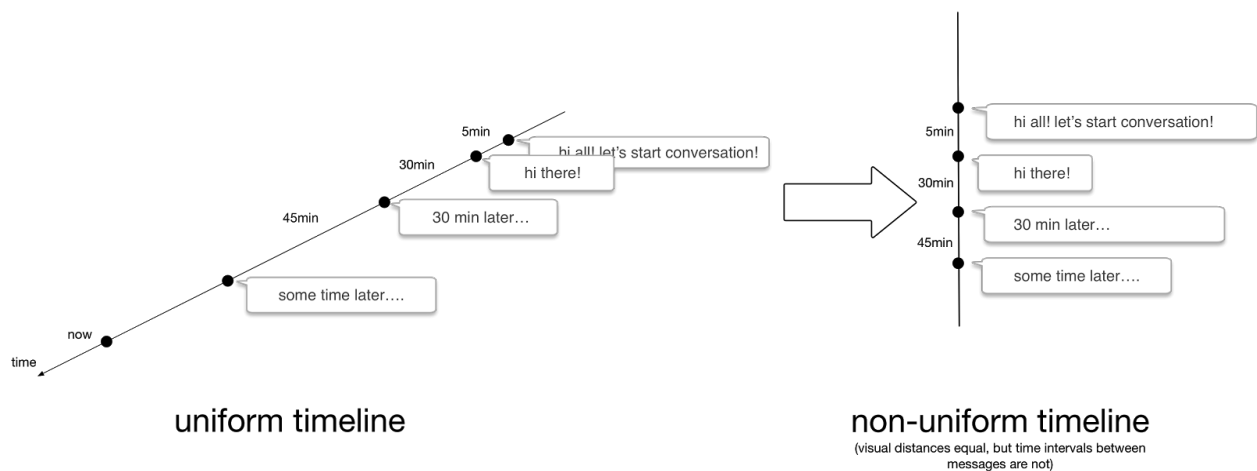 5min
hi all! let's start conversation!
30min
hi there!
45min
30 min later…
some time later….
now
time
uniform timeline
hi all! let's start conversation!
5min
hi there!
30min
30 min later…
45min
some time later….
non-uniform timeline
(visual distances equal, but time intervals between
messages are not)